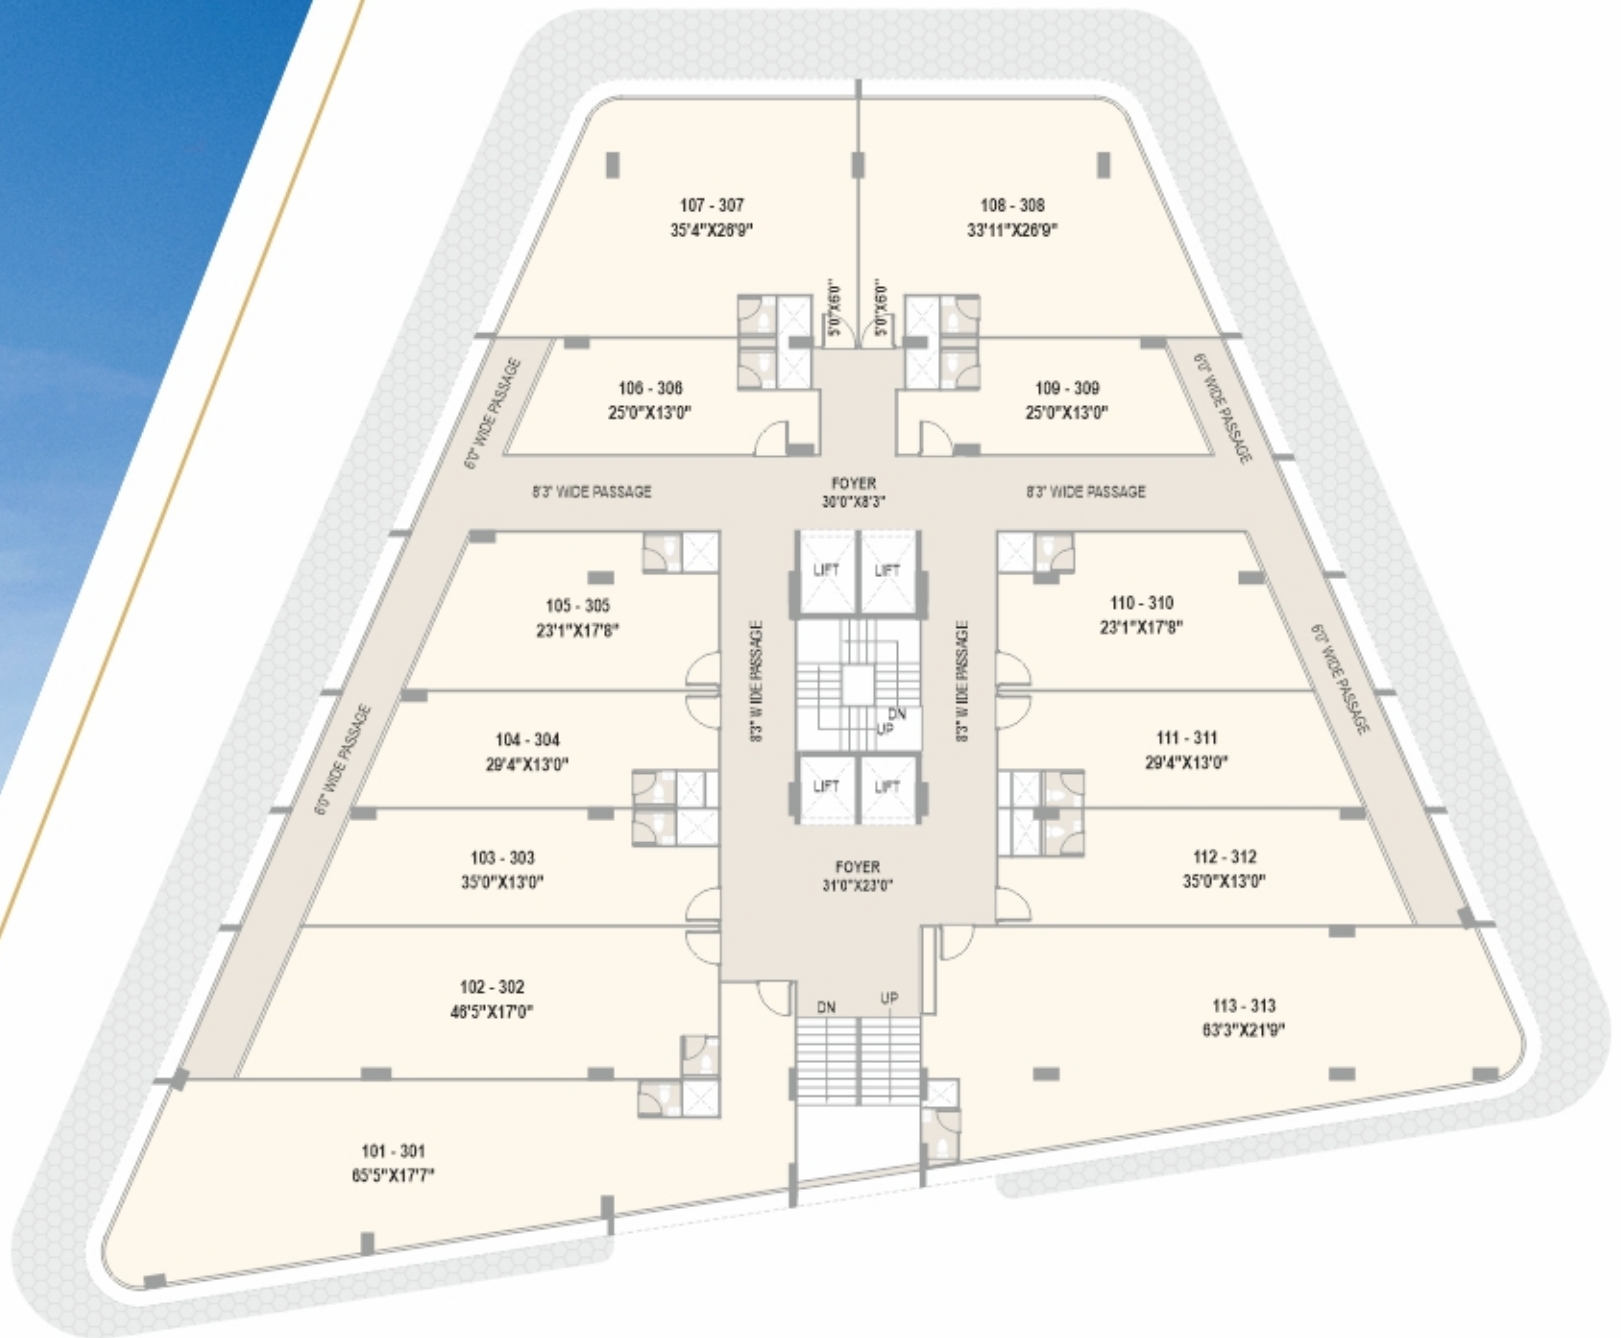 107 - 307
35'4"X26'9"
108 - 308
33'11"X26'9"
5'0"X6'0"
5'0"X6'0"
6'0" WIDE PASSAGE
106 - 306
25'0"X13'0"
109 - 309
25'0"X13'0"
6'0" WIDE PASSAGE
8'3" WIDE PASSAGE
FOYER
30'0"X8'3"
8'3" WIDE PASSAGE
LIFT
LIFT
105 - 305
23'1"X17'8"
110 - 310
23'1"X17'8"
8'3" WIDE PASSAGE
8'3" WIDE PASSAGE
6'0" WIDE PASSAGE
DN
UP
104 - 304
29'4"X13'0"
111 - 311
29'4"X13'0"
6'0" WIDE PASSAGE
LIFT
LIFT
103 - 303
35'0"X13'0"
FOYER
31'0"X23'0"
112 - 312
35'0"X13'0"
102 - 302
46'5"X17'0"
DN
UP
113 - 313
63'3"X21'9"
101 - 301
65'5"X17'7"